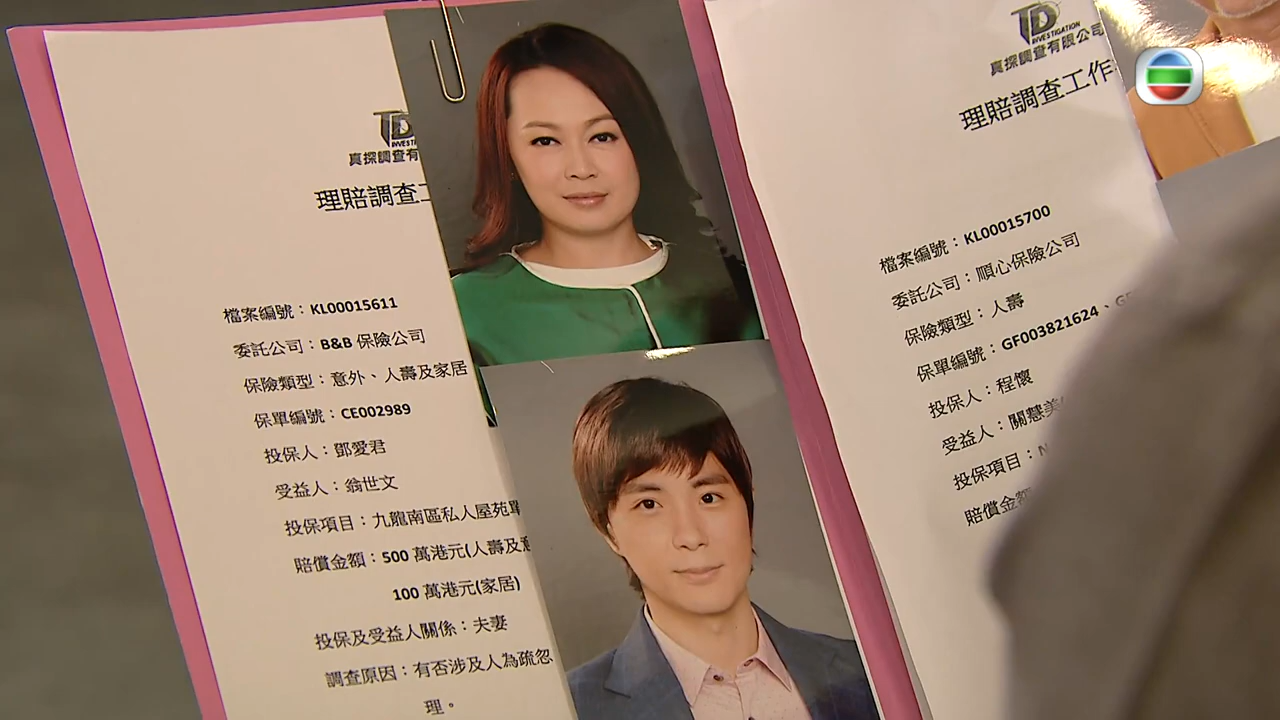 TD
INVESTIGATION
真探調查有
理賠調查工
檔案編號：KL00015611
委託公司：B&B 保險公司
保險類型：意外、人壽及家居
保單編號：CE002989
投保人：鄧愛君
受益人：翁世文
投保項目：九龍南區私人屋苑單
賠償金額：500 萬港元(人壽及意
100 萬港元(家居)
投保及受益人關係：夫妻
調查原因：有否涉及人為疏忽
理。
TD
INVESTIGATION
真探調查有限公司
理賠調查工作
檔案編號：KL00015700
委託公司：順心保險公司
保險類型：人壽
保單編號：GF003821624、
投保人：程懷
受益人：關慧美
投保項目：
賠償金額